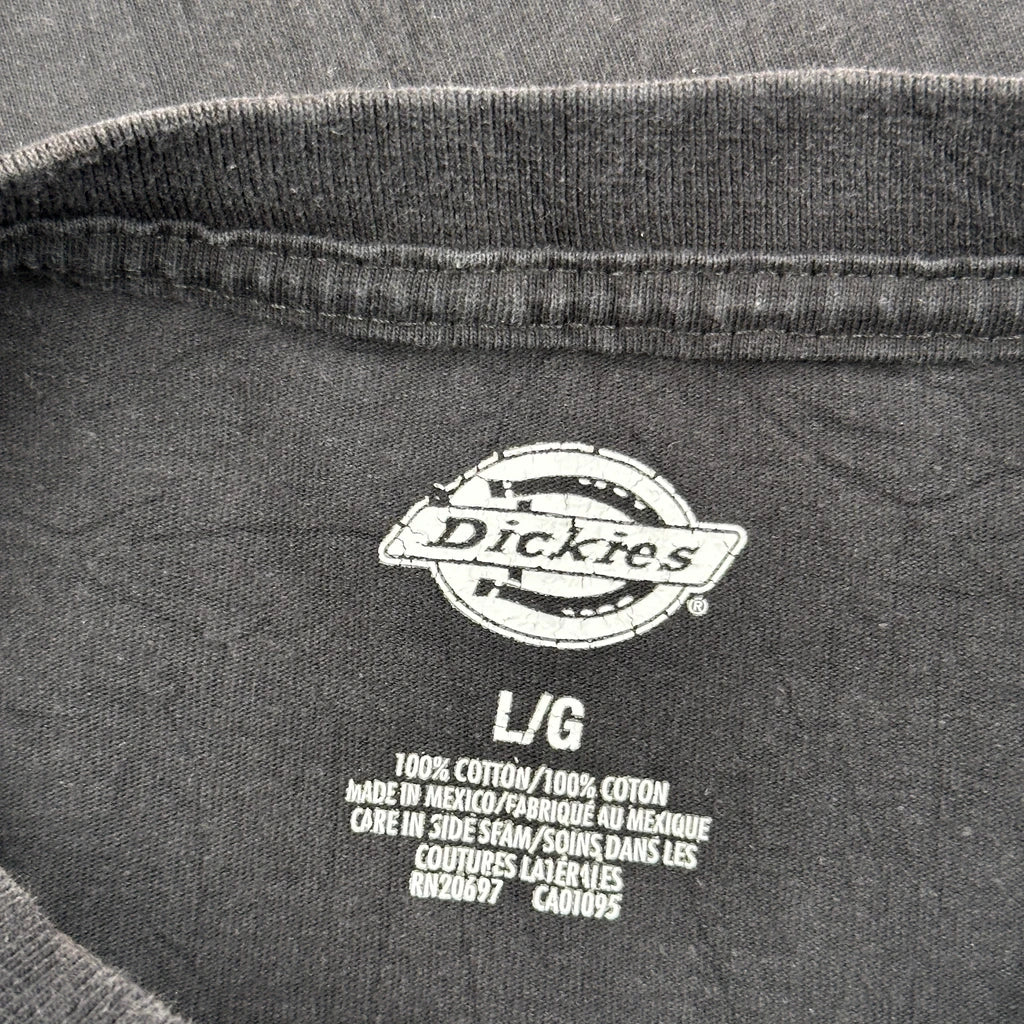 Dickies
®
L/G
100% COTTON/100% COTON
MADE IN MEXICO/FABRIQUÉ AU MEXIQUE
CARE IN SIDE SEAM/SOINS DANS LES
COUTURES LATÉRALES
RN20697 CA01095